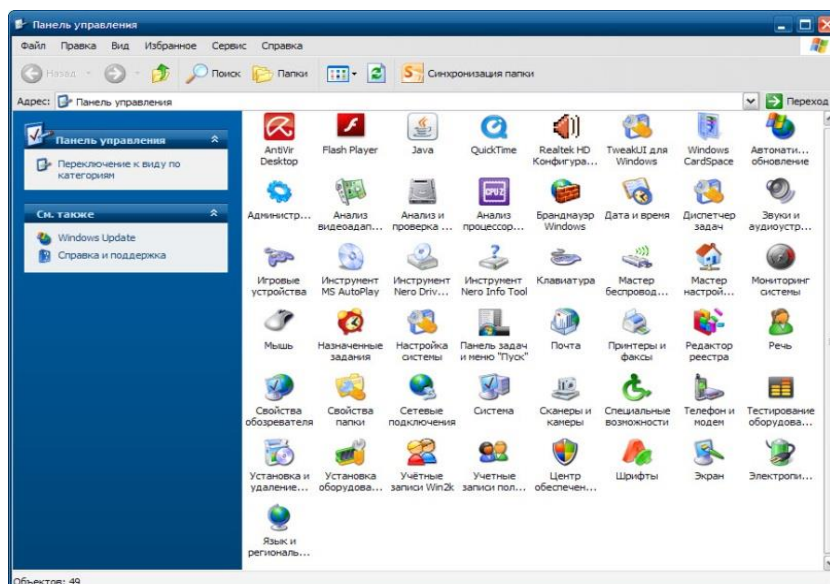 Панель управления
Файл Правка Вид Избранное Сервис Справка
Назад Поиск Папки Синхронизация папки
Адрес: Панель управления Переход
Панель управления
Переключение к виду по
категориям
См. также
Windows Update
Справка и поддержка
AntiVir Flash Player Java QuickTime Realtek HD TweakUI для Windows Автомати...
Desktop Конфигура... Windows CardSpace обновление
Администр... Анализ Анализ и Анализ Брандмауэр Дата и время Диспетчер Звуки и
видеоадап... проверка ... процессор... Windows задач аудиоустр...
Игровые Инструмент Инструмент Инструмент Клавиатура Мастер Мастер Мониторинг
устройства MS AutoPlay Nero Driv... Nero Info Tool беспровод... настрой... системы
Мышь Назначенные Настройка Панель задач Почта Принтеры и Редактор Речь
задания системы и меню "Пуск" факсы реестра
Свойства Свойства Сетевые Система Сканеры и Специальные Телефон и Тестирование
обозревателя папки подключения камеры возможности модем оборудова...
Установка и Установка Учётные Учетные Центр Шрифты Экран Электропи...
удаление... оборудова... записи Win2k записи пол... обеспечен...
Язык и
региональ...
Объектов: 49